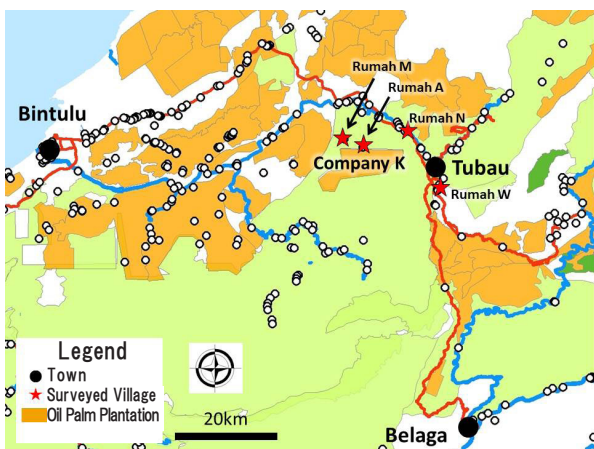 Rumah M
Rumah A
Rumah N
Bintulu
Company K
Tubau
Rumah W
Legend
Town
Surveyed Village
Oil Palm Plantation
20km
Belaga